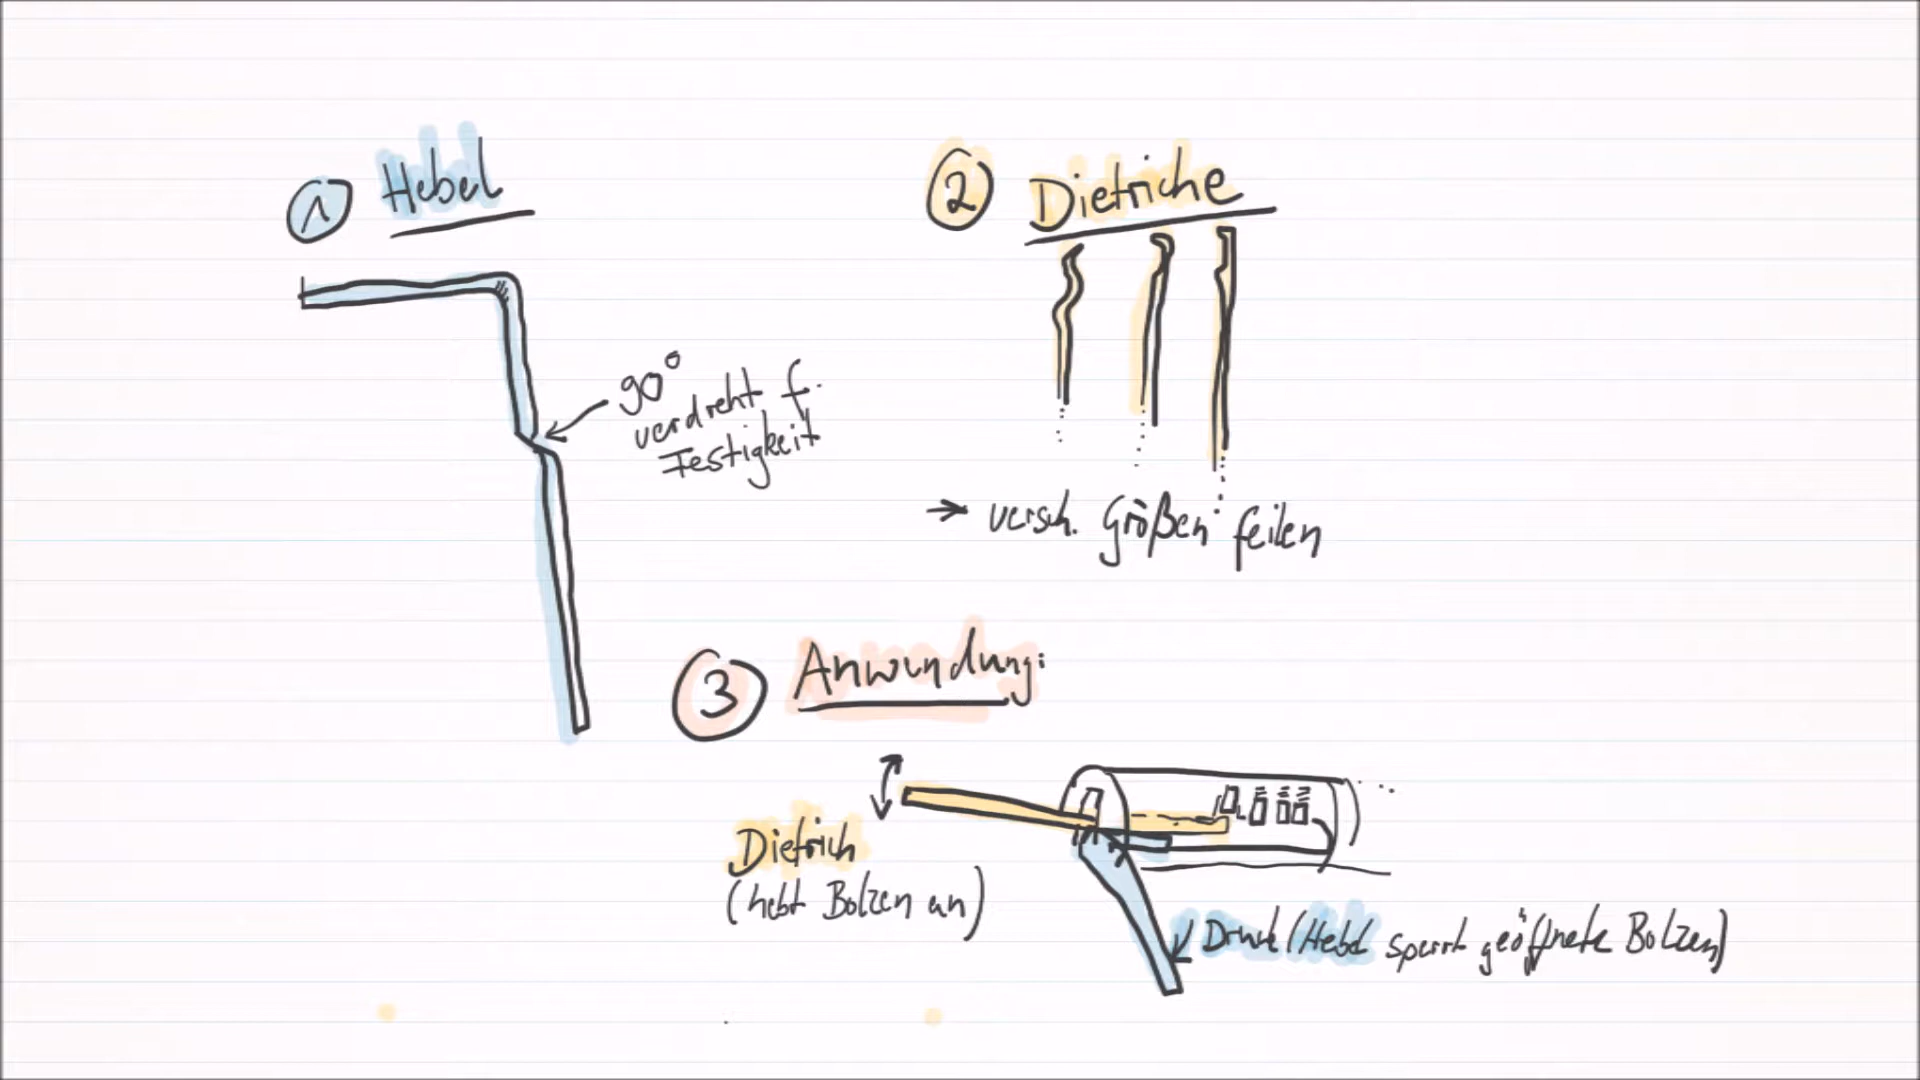 1 Hebel
90°
verdreht f.
Festigkeit
2 Dietriche
→ versch. Größen feilen
3 Anwendung:
Dietrich
(hebt Bolzen an)
Druck (Hebel sperrt geöffnete Bolzen)